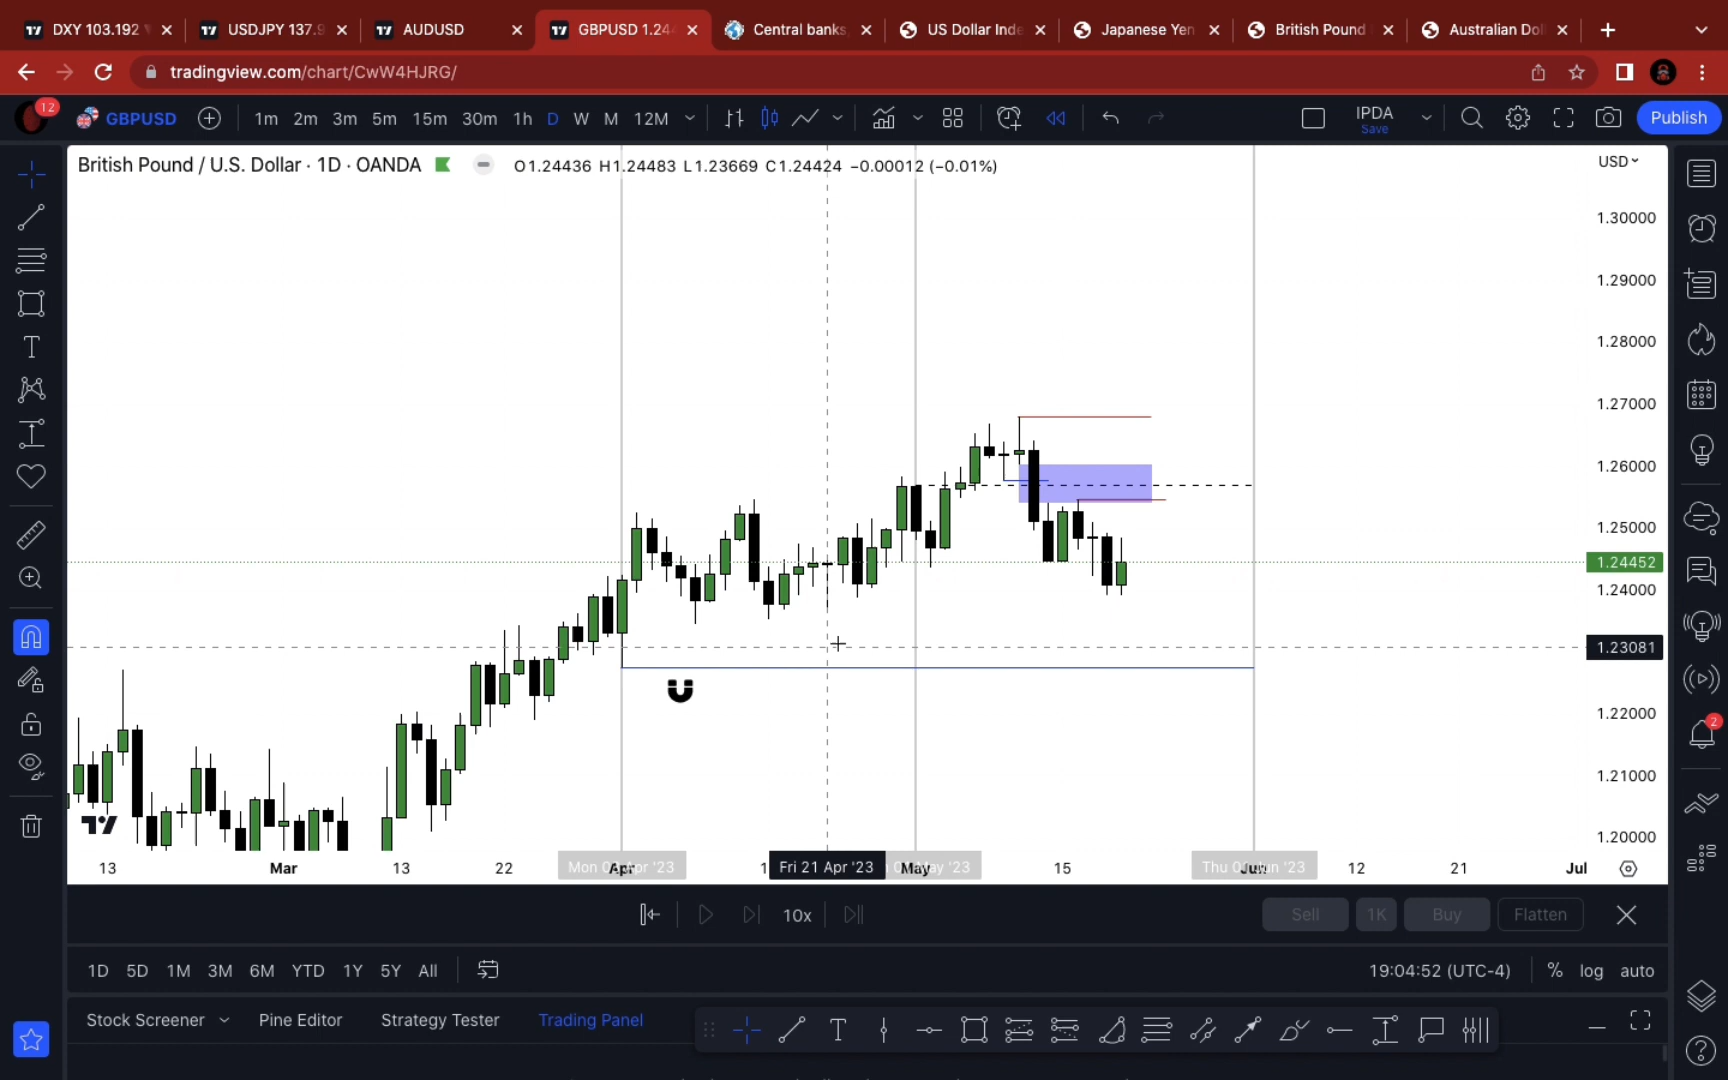 DXY 103.192
USDJPY 137.9
AUDUSD
GBPUSD 1.244
Central banks,
US Dollar Inde
Japanese Yen
British Pound
Australian Doll
tradingview.com/chart/CwW4HJRG/
12
GBPUSD
1m 2m 3m 5m 15m 30m 1h D W M 12M
IPDA
Save
Publish
British Pound / U.S. Dollar · 1D · OANDA
O1.24436 H1.24483 L1.23669 C1.24424 −0.00012 (−0.01%)
USD
1.30000
1.29000
1.28000
1.27000
1.26000
1.25000
1.24452
1.24000
1.23081
1.22000
1.21000
1.20000
2
13 Mar 13 22 Apr Fri 21 Apr '23 May 15 Jun 12 21 Jul
10x
Sell 1K Buy Flatten
1D 5D 1M 3M 6M YTD 1Y 5Y All
19:04:52 (UTC-4) % log auto
Stock Screener Pine Editor Strategy Tester Trading Panel